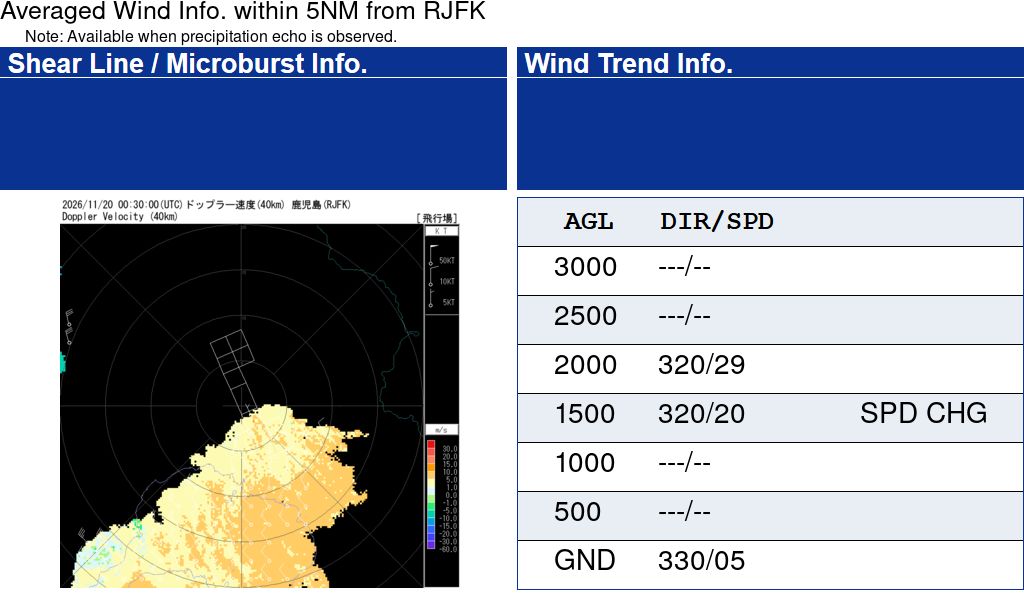 Averaged Wind Info. within 5NM from RJFK
Note: Available when precipitation echo is observed.
Shear Line / Microburst Info.
Wind Trend Info.
2026/11/20 00:30:00(UTC) ドップラー速度(40km) 鹿児島(RJFK)
Doppler Velocity (40km)
[飛行場]
KT
50KT
10KT
5KT
m/s
30.0
20.0
15.0
10.0
5.0
1.0
0.0
-1.0
-5.0
-10.0
-15.0
-20.0
-30.0
-60.0
AGL DIR/SPD
3000 ---/--
2500 ---/--
2000 320/29
1500 320/20 SPD CHG
1000 ---/--
500 ---/--
GND 330/05